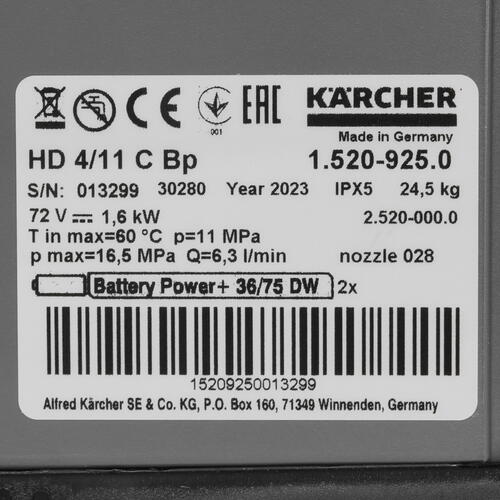 CE
001
EAC
KÄRCHER
Made in Germany
HD 4/11 C Bp
1.520-925.0
S/N: 013299 30280 Year 2023 IPX5 24,5 kg
72 V 1,6 kW 2.520-000.0
T in max=60 °C p=11 MPa
p max=16,5 MPa Q=6,3 l/min nozzle 028
Battery Power+ 36/75 DW 2x
15209250013299
Alfred Kärcher SE & Co. KG, P.O. Box 160, 71349 Winnenden, Germany